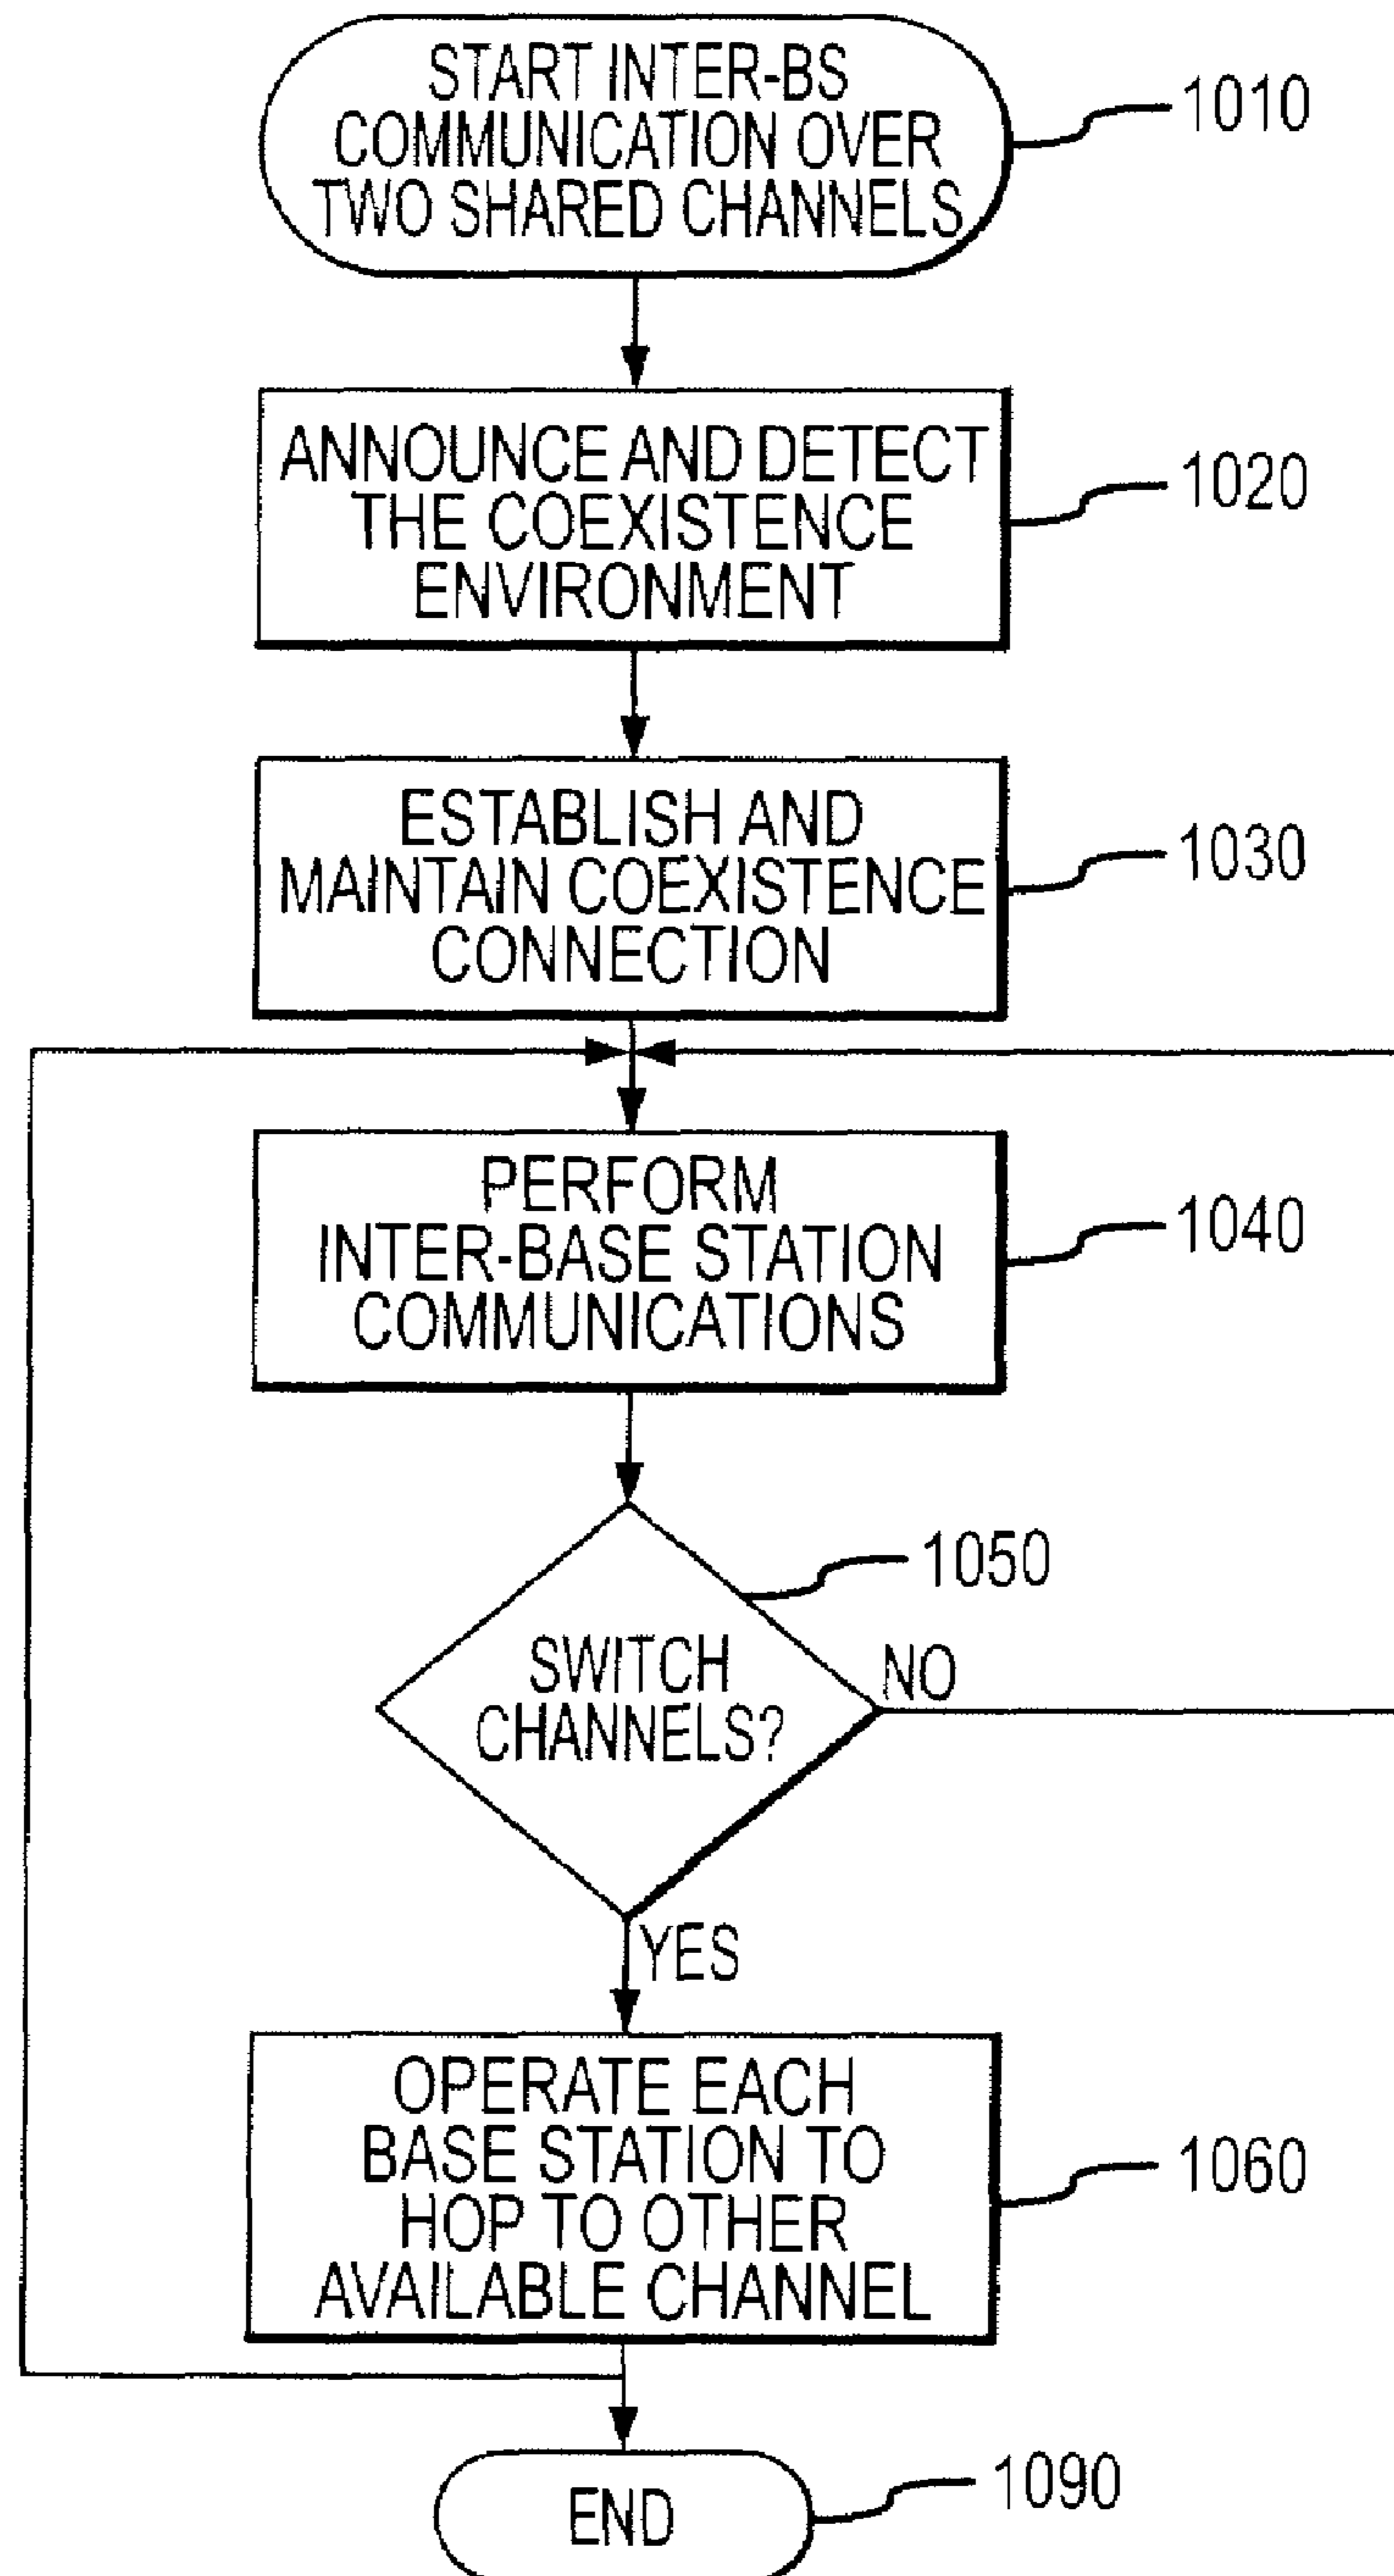 START INTER-BS
COMMUNICATION OVER
TWO SHARED CHANNELS
1010
ANNOUNCE AND DETECT
THE COEXISTENCE
ENVIRONMENT
1020
ESTABLISH AND
MAINTAIN COEXISTENCE
CONNECTION
1030
PERFORM
INTER-BASE STATION
COMMUNICATIONS
1040
1050
SWITCH
CHANNELS?
NO
YES
OPERATE EACH
BASE STATION TO
HOP TO OTHER
AVAILABLE CHANNEL
1060
END
1090